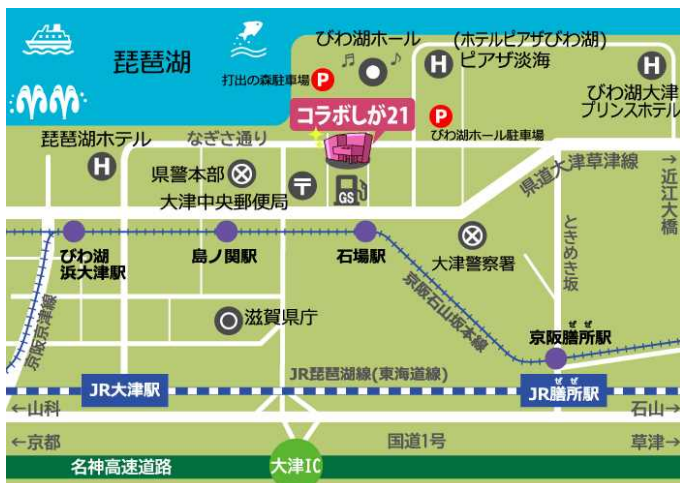 琵琶湖
打出の森駐車場
P
びわ湖ホール
(ホテルピアザびわ湖)
H
ピアザ淡海
H
びわ湖大津
プリンスホテル
コラボしが21
P
びわ湖ホール駐車場
琵琶湖ホテル
H
なぎさ通り
県警本部
大津中央郵便局
〒
GS
県道大津草津線
→近江大橋
びわ湖
浜大津駅
島ノ関駅
石場駅
大津警察署
ときめき坂
京阪京津線
滋賀県庁
京阪石山坂本線
ぜ ぜ
京阪膳所駅
JR琵琶湖線(東海道線)
JR大津駅
ぜ ぜ
JR膳所駅
←山科
石山→
←京都
国道1号
草津→
名神高速道路
大津IC